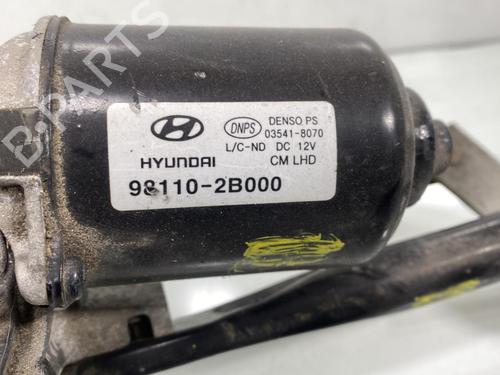 DNPS DENSO PS
03541-8070
L/C-ND DC 12V
HYUNDAI CM LHD
98110-2B000
B-PARTS